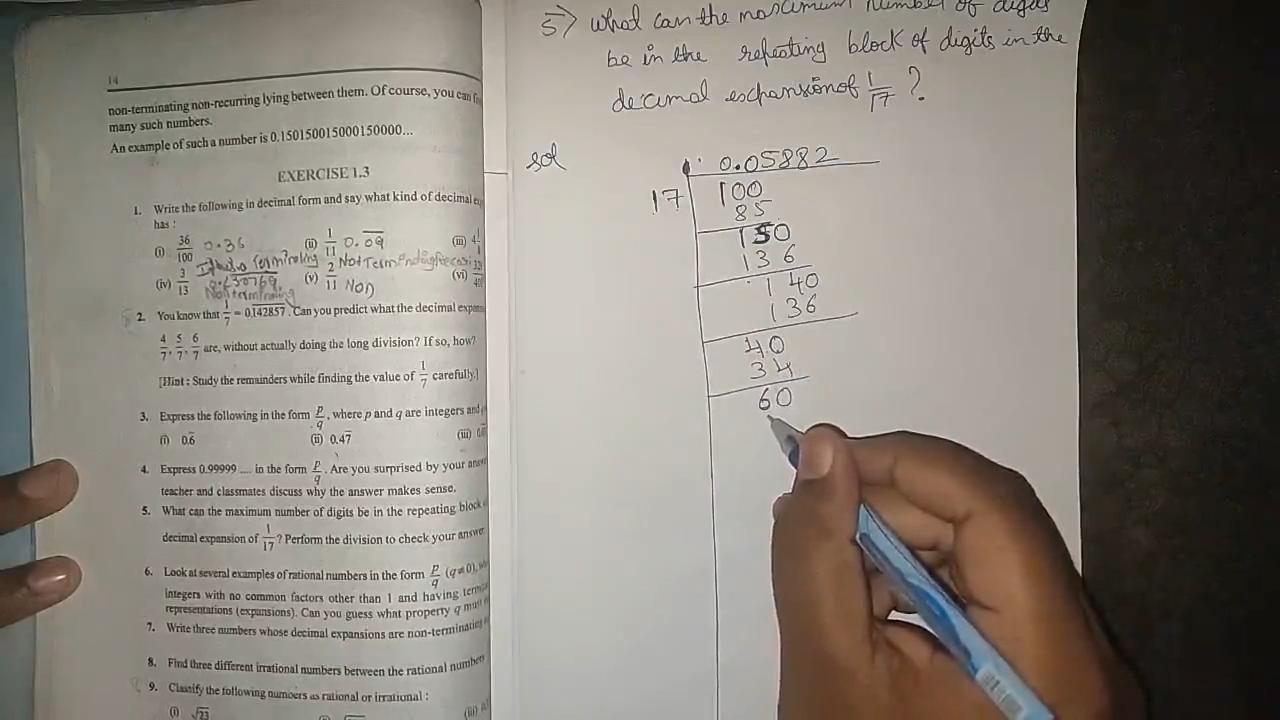 14
non-terminating non-recurring lying between them. Of course, you can
many such numbers.
An example of such a number is 0.150150015000150000...
EXERCISE 1.3
1. Write the following in decimal form and say what kind of decimal
has :
(i) 36/100 0.36 (ii) 1/11 0.09̅ (iii) 4
(iv) 3/13 (v) 2/11 Non (vi)
2. You know that 1/7 = 0.142857. Can you predict what the decimal
4/7, 5/7, 6/7 are, without actually doing the long division? If so, how?
[Hint : Study the remainders while finding the value of 1/7 carefully.]
3. Express the following in the form p/q, where p and q are integers and
(i) 0.6 (ii) 0.47 (iii)
4. Express 0.99999 .... in the form p/q. Are you surprised by your
teacher and classmates discuss why the answer makes sense.
5. What can the maximum number of digits be in the repeating block
decimal expansion of 1/17? Perform the division to check your answer
6. Look at several examples of rational numbers in the form p/q (q ≠ 0),
integers with no common factors other than 1 and having
representations (expansions). Can you guess what property q must
7. Write three numbers whose decimal expansions are non-terminating
8. Find three different irrational numbers between the rational
9. Classify the following numbers as rational or irrational :
(i) √23 (iii)
5) What can the maximum number of digits
be in the repeating block of digits in the
decimal expansion of 1/17 ?
sol
0.05882
17 100
85
150
136
140
136
40
34
60